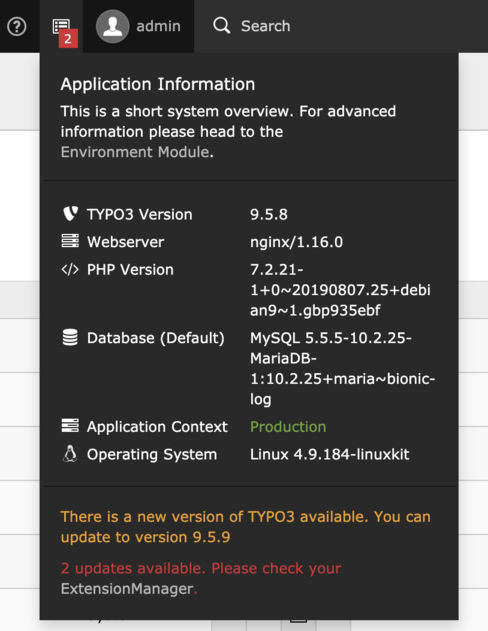 2
admin
Search
Application Information
This is a short system overview. For advanced
information please head to the
Environment Module.
TYPO3 Version 9.5.8
Webserver nginx/1.16.0
PHP Version 7.2.21-
1+0~20190807.25+debi
an9~1.gbp935ebf
Database (Default) MySQL 5.5.5-10.2.25-
MariaDB-
1:10.2.25+maria~bionic-
log
Application Context Production
Operating System Linux 4.9.184-linuxkit
There is a new version of TYPO3 available. You can
update to version 9.5.9
2 updates available. Please check your
ExtensionManager.